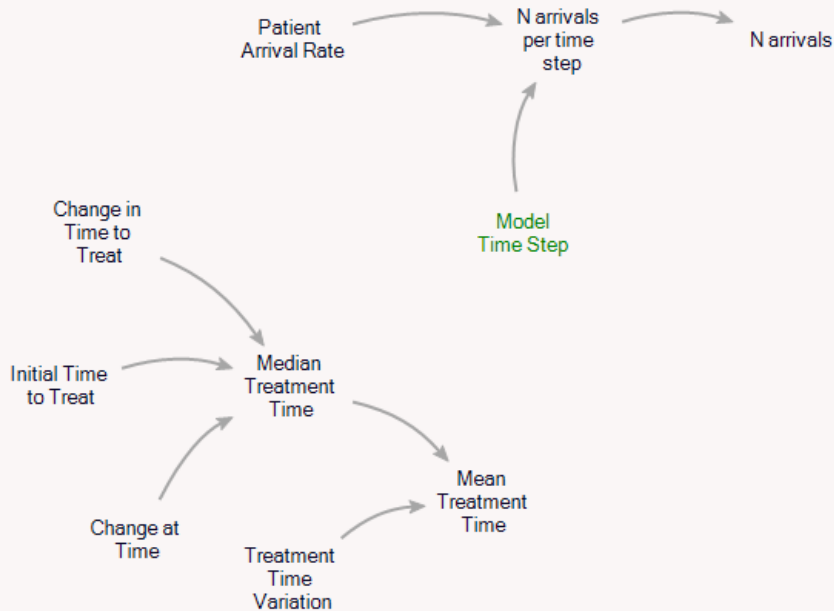 Patient
Arrival Rate
N arrivals
per time
step
N arrivals
Model
Time Step
Change in
Time to
Treat
Initial Time
to Treat
Median
Treatment
Time
Change at
Time
Treatment
Time
Variation
Mean
Treatment
Time